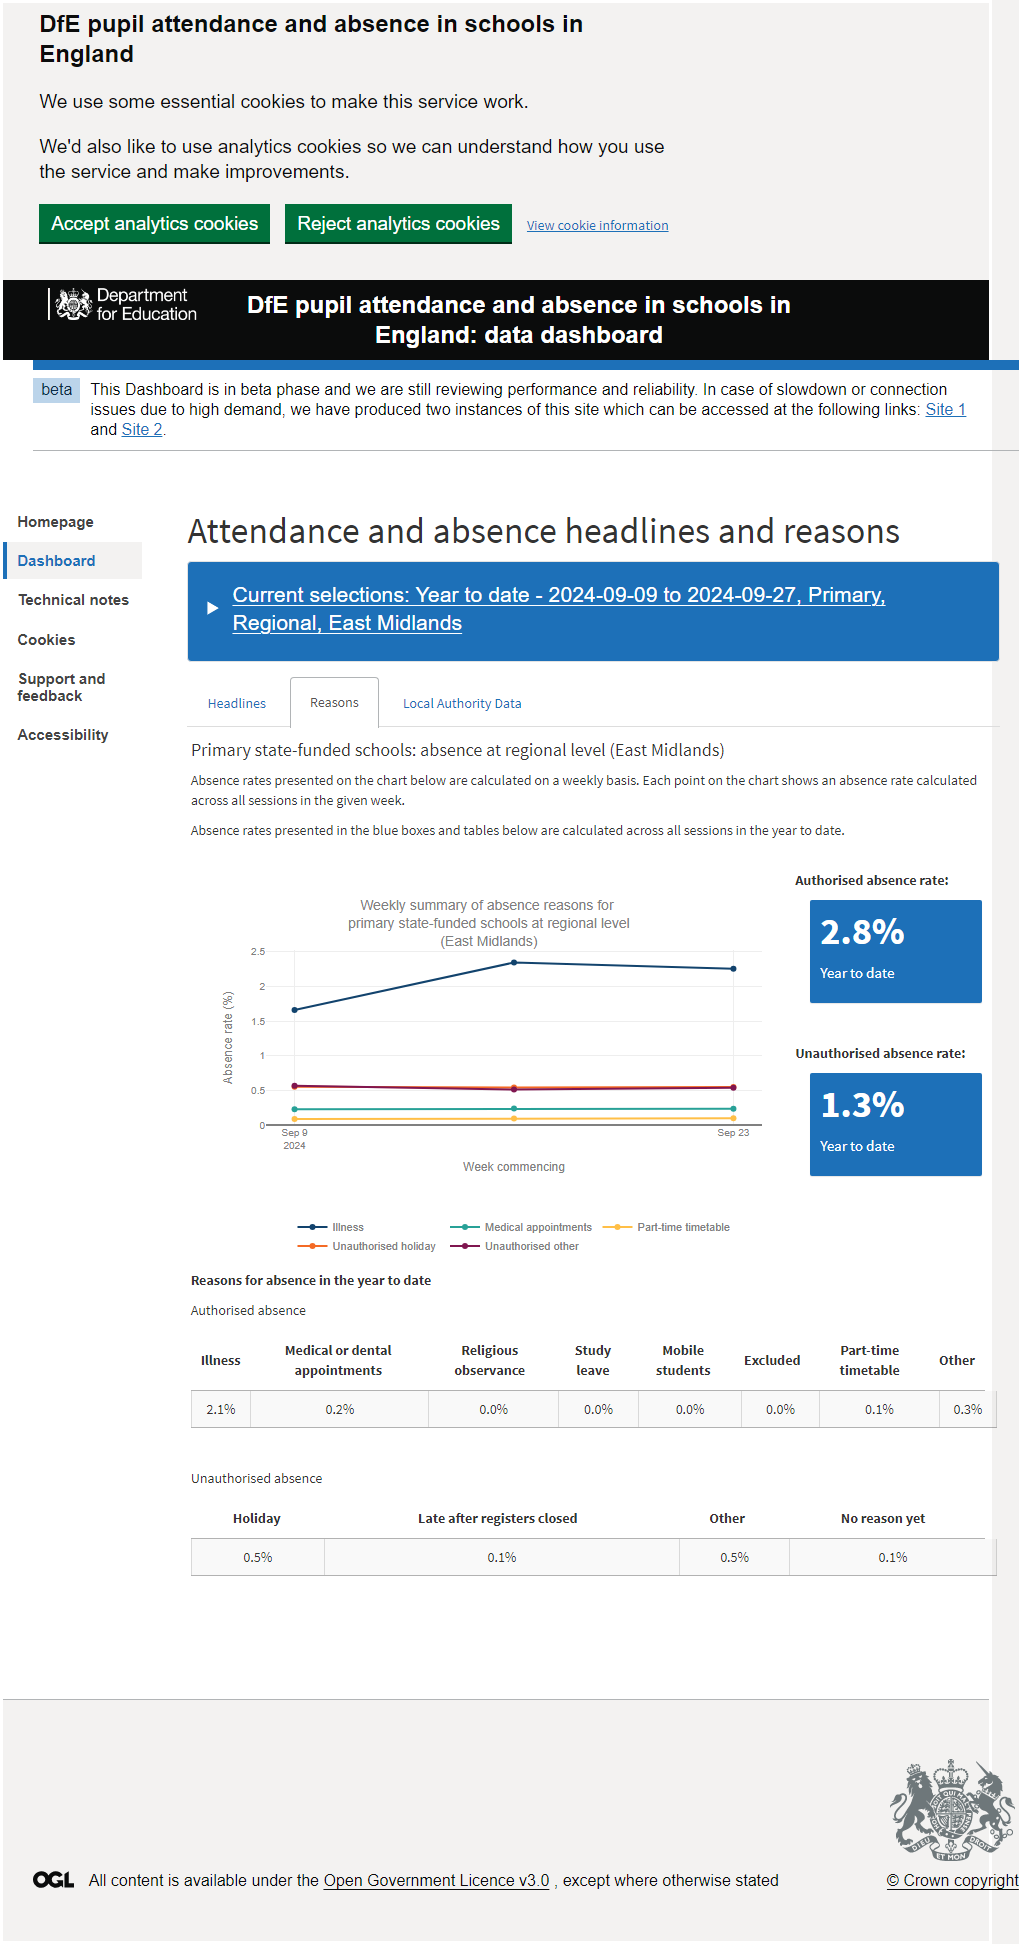 DfE pupil attendance and absence in schools in
England
We use some essential cookies to make this service work.
We'd also like to use analytics cookies so we can understand how you use
the service and make improvements.
Accept analytics cookies
Reject analytics cookies
View cookie information
Department
for Education
DfE pupil attendance and absence in schools in
England: data dashboard
beta
This Dashboard is in beta phase and we are still reviewing performance and reliability. In case of slowdown or connection
issues due to high demand, we have produced two instances of this site which can be accessed at the following links: Site 1
and Site 2.
Homepage
Dashboard
Technical notes
Cookies
Support and
feedback
Accessibility
Attendance and absence headlines and reasons
Current selections: Year to date - 2024-09-09 to 2024-09-27, Primary,
Regional, East Midlands
Headlines
Reasons
Local Authority Data
Primary state-funded schools: absence at regional level (East Midlands)
Absence rates presented on the chart below are calculated on a weekly basis. Each point on the chart shows an absence rate calculated
across all sessions in the given week.
Absence rates presented in the blue boxes and tables below are calculated across all sessions in the year to date.
Weekly summary of absence reasons for
primary state-funded schools at regional level
(East Midlands)
Absence rate (%)
2.5
2
1.5
1
0.5
0
Sep 9
2024
Sep 23
Week commencing
Illness
Medical appointments
Part-time timetable
Unauthorised holiday
Unauthorised other
Authorised absence rate:
2.8%
Year to date
Unauthorised absence rate:
1.3%
Year to date
Reasons for absence in the year to date
Authorised absence
Illness
Medical or dental
appointments
Religious
observance
Study
leave
Mobile
students
Excluded
Part-time
timetable
Other
2.1% 0.2% 0.0% 0.0% 0.0% 0.0% 0.1% 0.3%
Unauthorised absence
Holiday Late after registers closed Other No reason yet
0.5% 0.1% 0.5% 0.1%
DIEU ET MON DROIT
OGL All content is available under the Open Government Licence v3.0 , except where otherwise stated
© Crown copyright